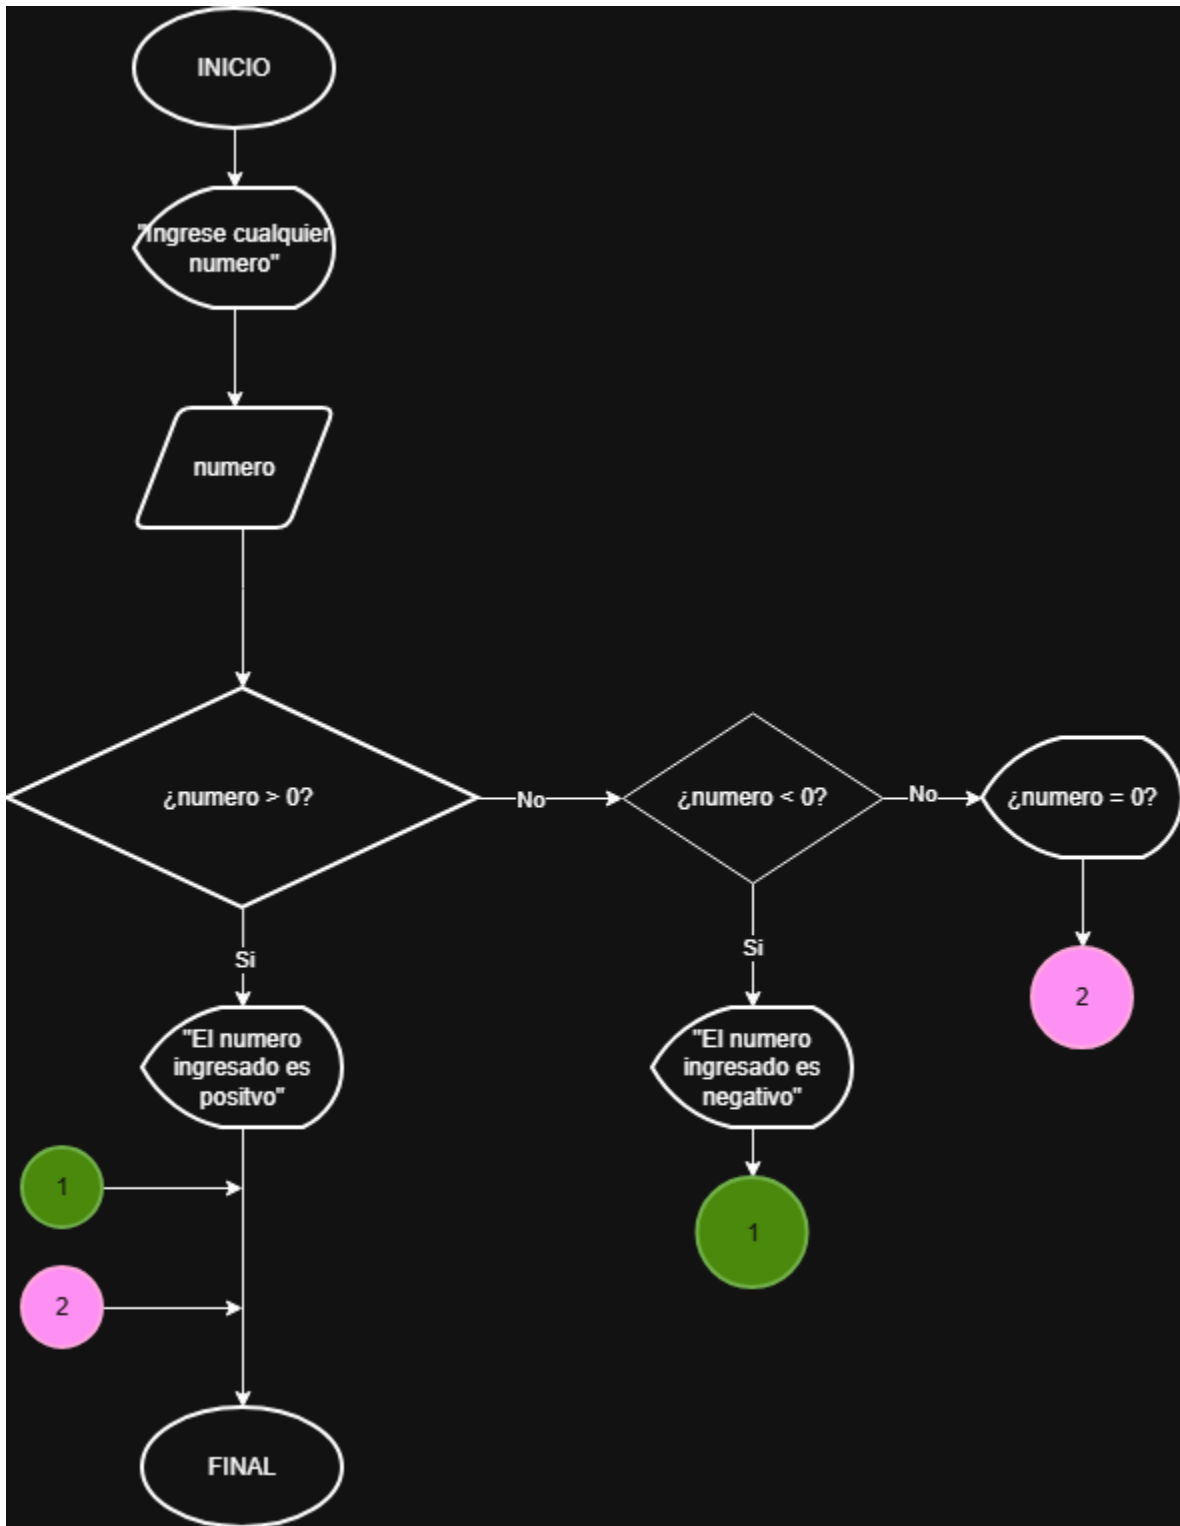 INICIO
"Ingrese cualquier
numero"
numero
¿numero > 0?
No
¿numero < 0?
No
¿numero = 0?
Si
Si
2
"El numero
ingresado es
positvo"
"El numero
ingresado es
negativo"
1
1
2
FINAL